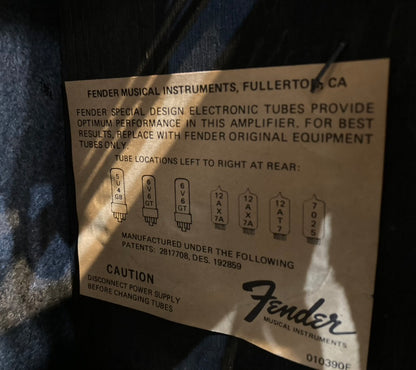 FENDER MUSICAL INSTRUMENTS, FULLERTON, CA
FENDER SPECIAL DESIGN ELECTRONIC TUBES PROVIDE
OPTIMUM PERFORMANCE IN THIS AMPLIFIER. FOR BEST
RESULTS, REPLACE WITH FENDER ORIGINAL EQUIPMENT
TUBES ONLY.
TUBE LOCATIONS LEFT TO RIGHT AT REAR:
5U4GB
6V6GT
6V6GT
12AX7A
12AX7A
12AT7
7025
MANUFACTURED UNDER THE FOLLOWING
PATENTS: 2817708, DES. 192859
CAUTION
DISCONNECT POWER SUPPLY
BEFORE CHANGING TUBES
Fender
MUSICAL INSTRUMENTS
010390F